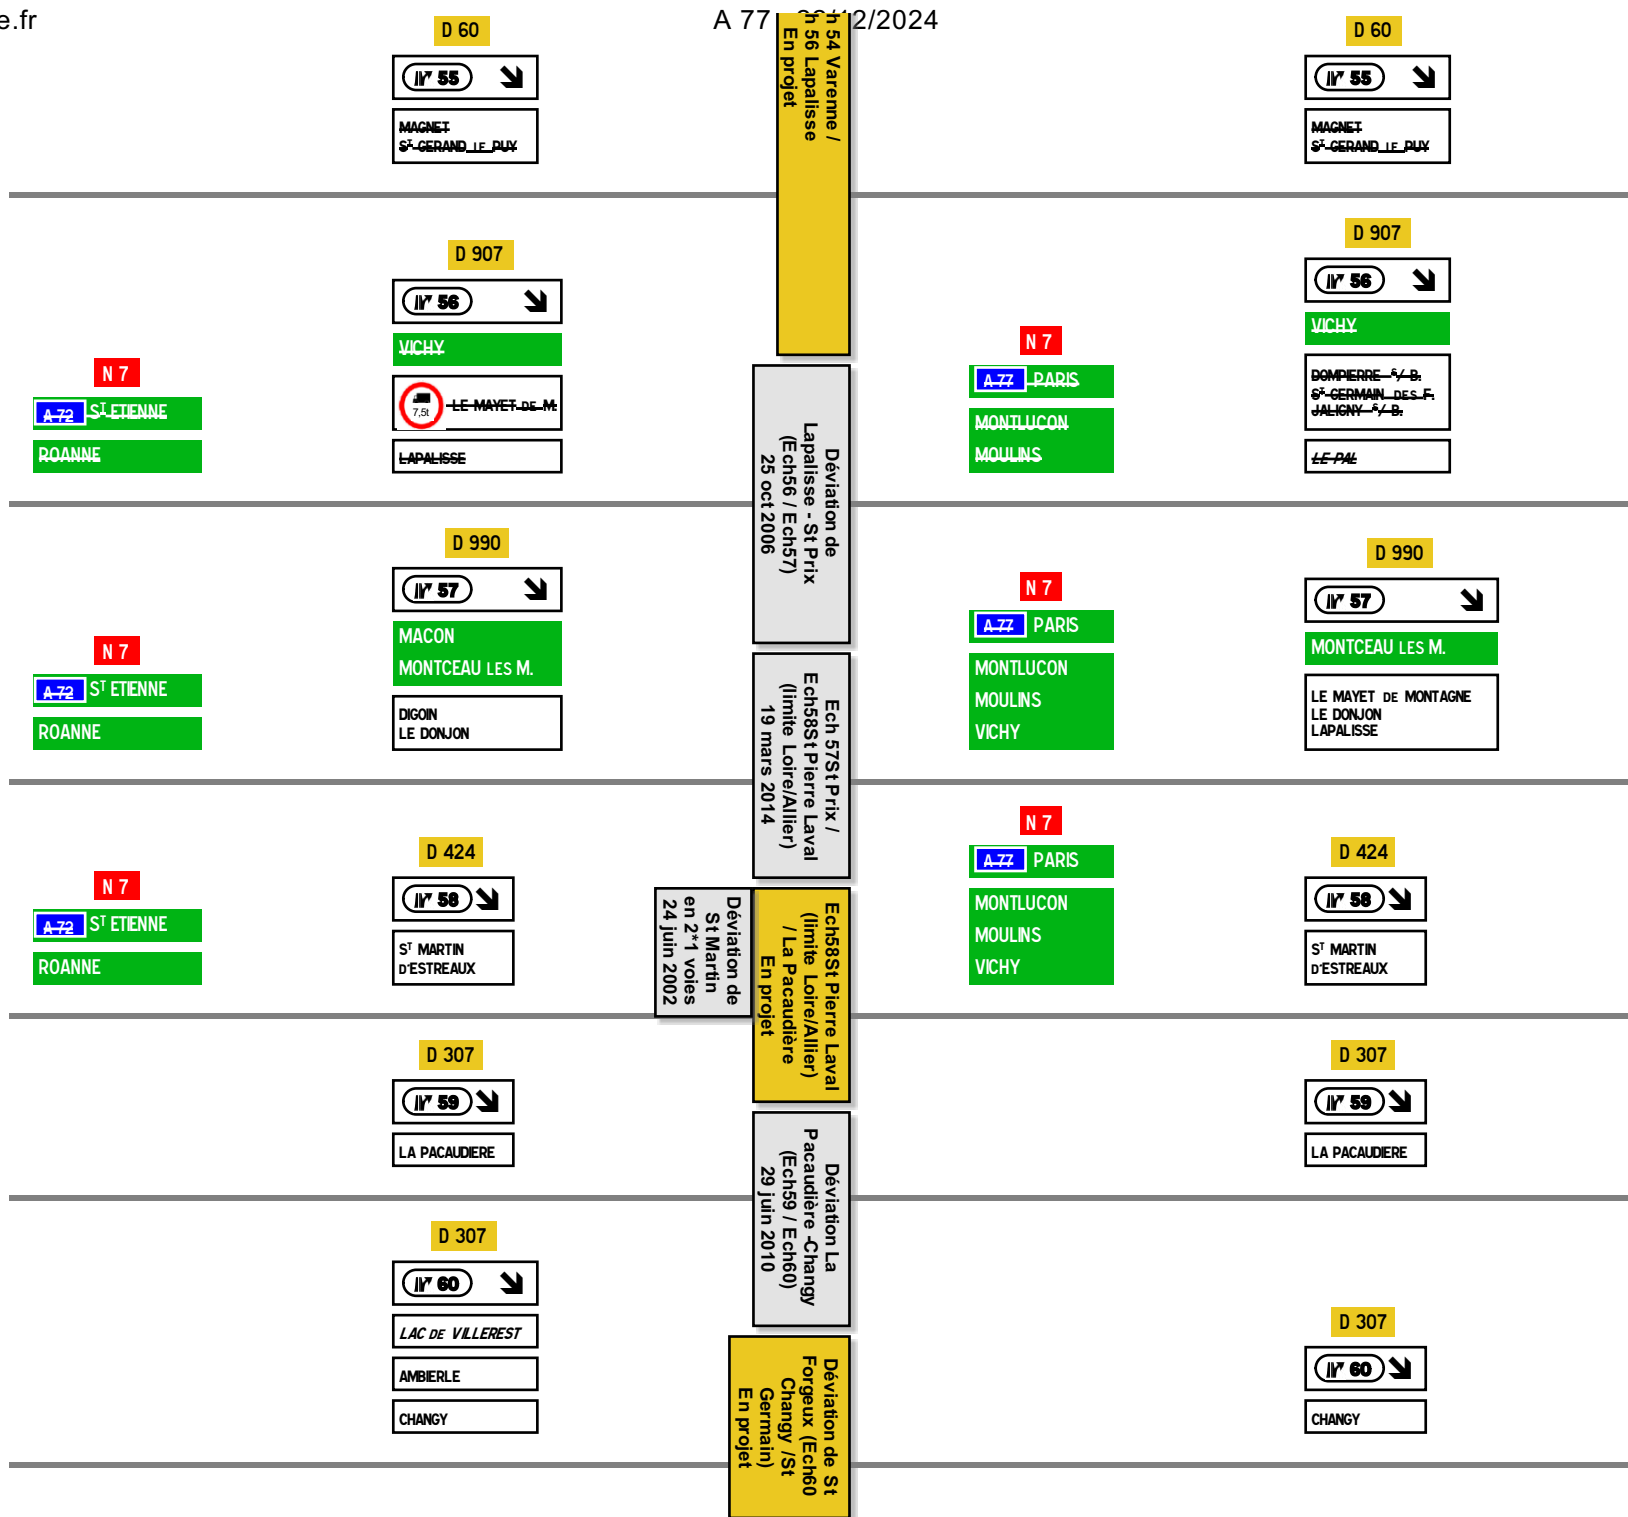 e.fr
A 77
2/2024
D 60
55
MAGNET
ST GERAND LE PUY
h 54 Varenne /
h 56 Lapalisse
En projet
D 60
55
MAGNET
ST GERAND LE PUY
N 7
A 72 ST ETIENNE
ROANNE
D 907
56
VICHY
7,5t LE MAYET DE M.
LAPALISSE
N 7
A 77 PARIS
MONTLUCON
MOULINS
D 907
56
VICHY
DOMPIERRE S/ B.
ST GERMAIN DES F.
JALIGNY S/ B.
LE PAL
Déviation de
Lapalisse - St Prix
(Ech56 / Ech57)
25 oct 2006
N 7
A 72 ST ETIENNE
ROANNE
D 990
57
MACON
MONTCEAU LES M.
DIGOIN
LE DONJON
Ech 57St Prix /
Ech58St Pierre Laval
(limite Loire/Allier)
19 mars 2014
N 7
A 77 PARIS
MONTLUCON
MOULINS
VICHY
D 990
57
MONTCEAU LES M.
LE MAYET DE MONTAGNE
LE DONJON
LAPALISSE
N 7
A 72 ST ETIENNE
ROANNE
D 424
58
ST MARTIN
D'ESTREAUX
Déviation de
St Martin
en 2*1 voies
24 juin 2002
Ech58St Pierre Laval
(limite Loire/Allier)
/ La Pacaudière
En projet
N 7
A 77 PARIS
MONTLUCON
MOULINS
VICHY
D 424
58
ST MARTIN
D'ESTREAUX
D 307
59
LA PACAUDIERE
D 307
59
LA PACAUDIERE
Déviation La
Pacaudière -Changy
(Ech59 / Ech60)
29 juin 2010
D 307
60
LAC DE VILLEREST
AMBIERLE
CHANGY
Déviation de St
Forgeux (Ech60
Changy /St
Germain)
En projet
D 307
60
CHANGY